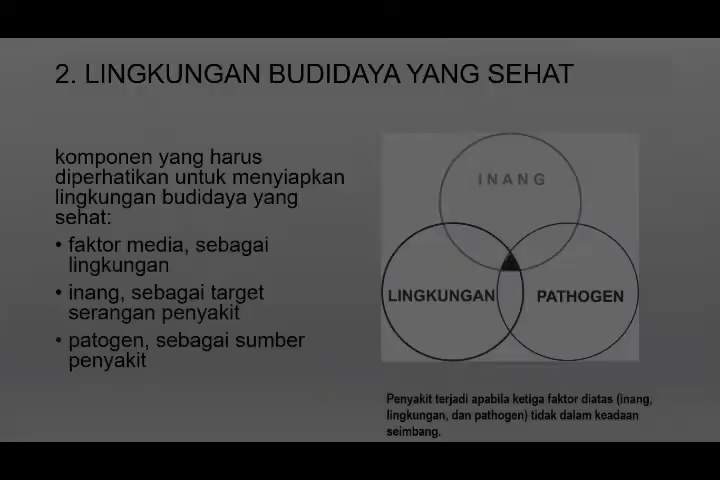 2. LINGKUNGAN BUDIDAYA YANG SEHAT
komponen yang harus
diperhatikan untuk menyiapkan
lingkungan budidaya yang
sehat:
• faktor media, sebagai
lingkungan
• inang, sebagai target
serangan penyakit
• patogen, sebagai sumber
penyakit
INANG
LINGKUNGAN
PATHOGEN
Penyakit terjadi apabila ketiga faktor diatas (inang,
lingkungan, dan pathogen) tidak dalam keadaan
seimbang.